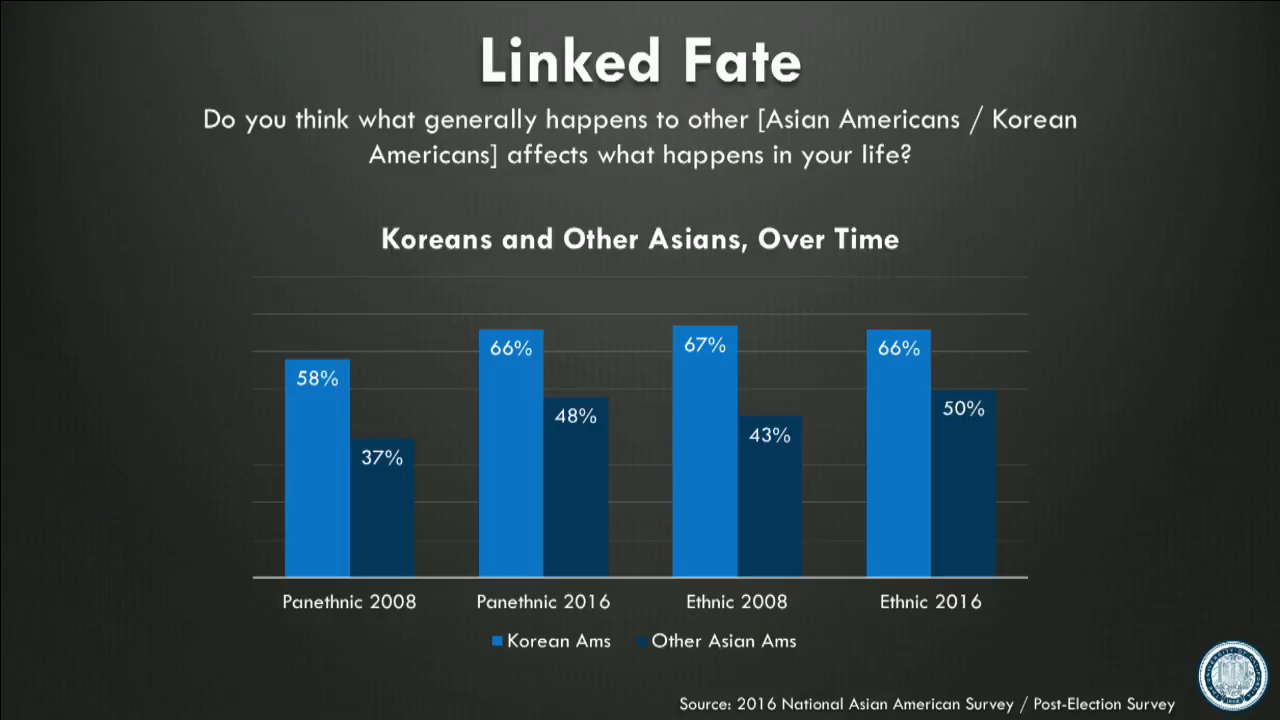 Linked Fate
Do you think what generally happens to other [Asian Americans / Korean
Americans] affects what happens in your life?
Koreans and Other Asians, Over Time
58%
37%
66%
48%
67%
43%
66%
50%
Panethnic 2008
Panethnic 2016
Ethnic 2008
Ethnic 2016
Korean Ams
Other Asian Ams
Source: 2016 National Asian American Survey / Post-Election Survey